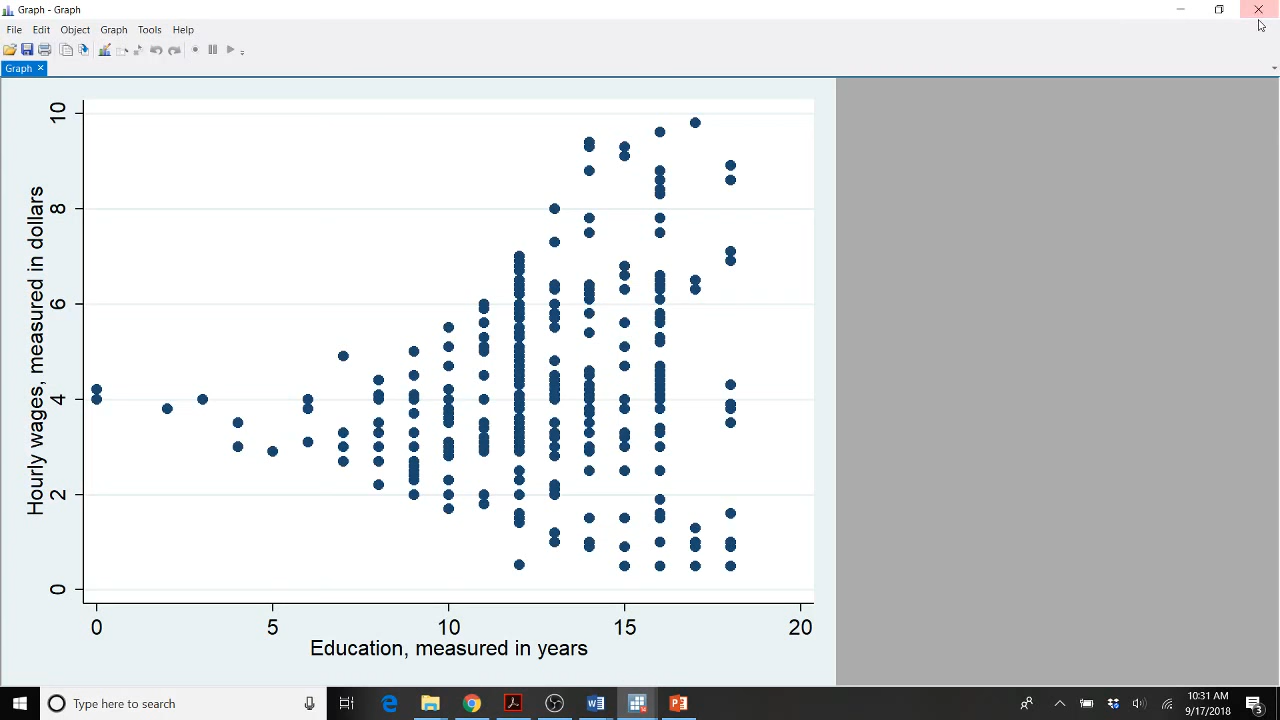 Graph - Graph
File Edit Object Graph Tools Help
Graph ×
10
8
6
4
2
0
Hourly wages, measured in dollars
0 5 10 15 20
Education, measured in years
Type here to search
10:31 AM
9/17/2018
3